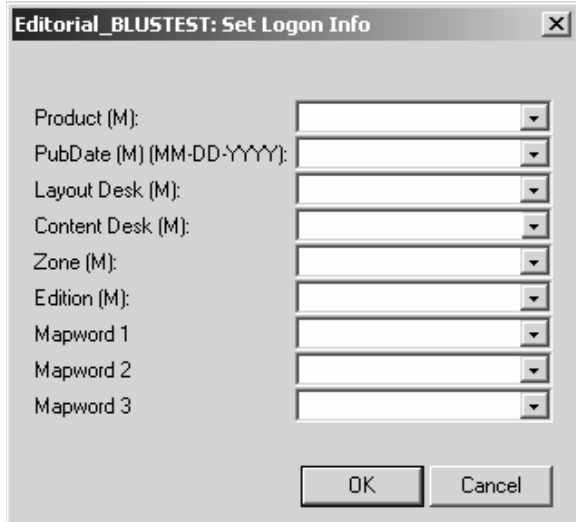 Editorial_BLUSTEST: Set Logon Info
Product (M):
PubDate (M) (MM-DD-YYYY):
Layout Desk (M):
Content Desk (M):
Zone (M):
Edition (M):
Mapword 1
Mapword 2
Mapword 3
OK Cancel